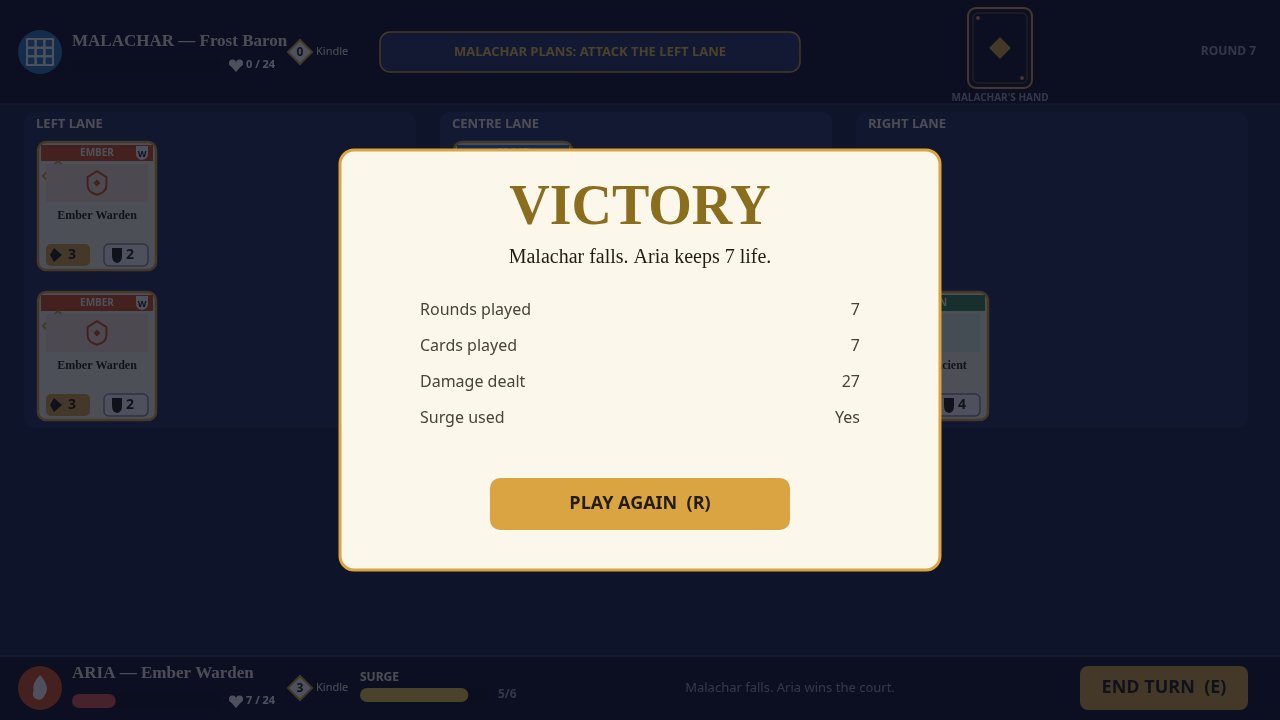 MALACHAR — Frost Baron
0
Kindle
0 / 24
MALACHAR PLANS: ATTACK THE LEFT LANE
MALACHAR'S HAND
ROUND 7
LEFT LANE
CENTRE LANE
RIGHT LANE
EMBER
W
Ember Warden
3
2
EMBER
W
Ember Warden
3
2
4
VICTORY
Malachar falls. Aria keeps 7 life.
Rounds played 7
Cards played 7
Damage dealt 27
Surge used Yes
PLAY AGAIN (R)
ARIA — Ember Warden
7 / 24
3
Kindle
SURGE
5/6
Malachar falls. Aria wins the court.
END TURN (E)